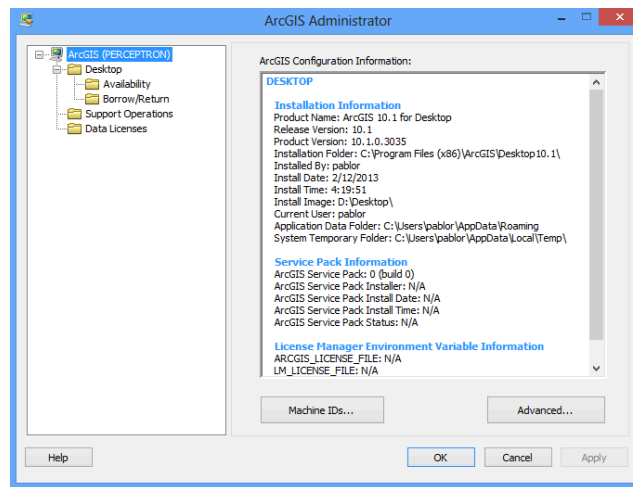 ArcGIS Administrator
ArcGIS (PERCEPTRON)
Desktop
Availability
Borrow/Return
Support Operations
Data Licenses
ArcGIS Configuration Information:
DESKTOP
Installation Information
Product Name: ArcGIS 10.1 for Desktop
Release Version: 10.1
Product Version: 10.1.0.3035
Installation Folder: C:\Program Files (x86)\ArcGIS\Desktop10.1\
Installed By: pablor
Install Date: 2/12/2013
Install Time: 4:19:51
Install Image: D:\Desktop\
Current User: pablor
Application Data Folder: C:\Users\pablor\AppData\Roaming
System Temporary Folder: C:\Users\pablor\AppData\Local\Temp\
Service Pack Information
ArcGIS Service Pack: 0 (build 0)
ArcGIS Service Pack Installer: N/A
ArcGIS Service Pack Install Date: N/A
ArcGIS Service Pack Install Time: N/A
ArcGIS Service Pack Status: N/A
License Manager Environment Variable Information
ARCGIS_LICENSE_FILE: N/A
LM_LICENSE_FILE: N/A
Machine IDs...
Advanced...
Help
OK
Cancel
Apply